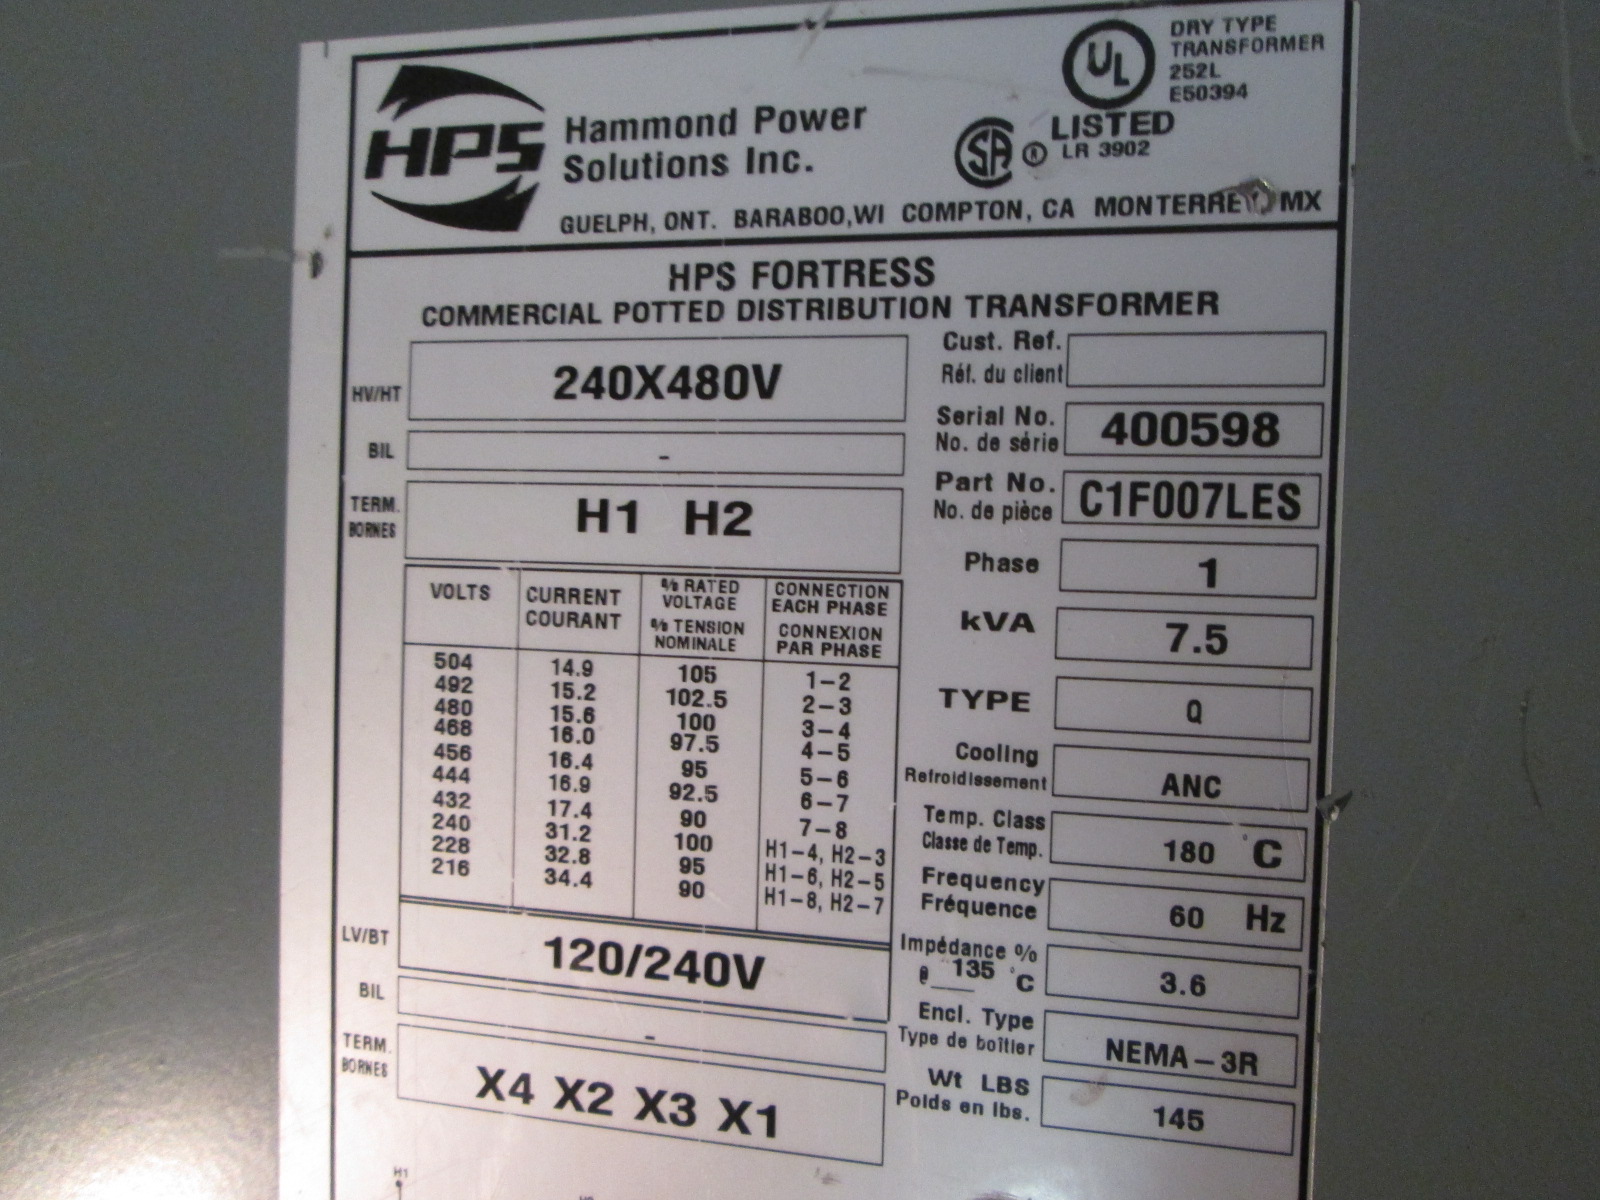 DRY TYPE
TRANSFORMER
252L
E50394
UL
LISTED
LR 3902
SA ®
HPS
Hammond Power
Solutions Inc.
GUELPH, ONT. BARABOO,WI COMPTON, CA MONTERREY, MX
HPS FORTRESS
COMMERCIAL POTTED DISTRIBUTION TRANSFORMER
HV/HT 240X480V
BIL -
TERM.
BORNES
H1 H2
VOLTS CURRENT
COURANT
% RATED
VOLTAGE
% TENSION
NOMINALE
CONNECTION
EACH PHASE
CONNEXION
PAR PHASE
504 14.9 105 1-2
492 15.2 102.5 2-3
480 15.6 100 3-4
468 16.0 97.5 4-5
456 16.4 95 5-6
444 16.9 92.5 6-7
432 17.4 90 7-8
240 31.2 100 H1-4, H2-3
228 32.8 95 H1-6, H2-5
216 34.4 90 H1-8, H2-7
LV/BT 120/240V
BIL -
TERM.
BORNES
X4 X2 X3 X1
H1
Cust. Ref.
Réf. du client
Serial No.
No. de série
400598
Part No.
No. de pièce
C1F007LES
Phase 1
kVA 7.5
TYPE Q
Cooling
Refroidissement
ANC
Temp. Class
Classe de Temp.
180 °C
Frequency
Fréquence
60 Hz
Impédance %
@ 135 °C
3.6
Encl. Type
Type de boîtier
NEMA-3R
Wt LBS
Poids en lbs.
145